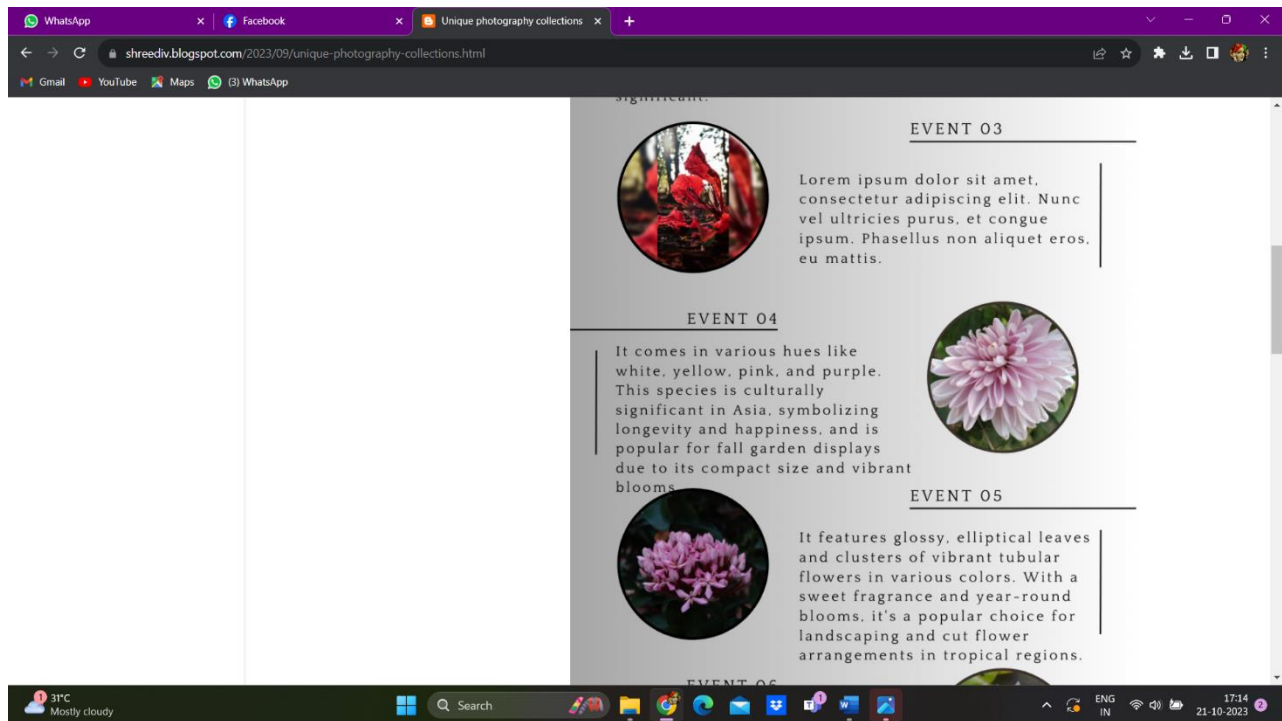 WhatsApp
Facebook
Unique photography collections
shreediv.blogspot.com/2023/09/unique-photography-collections.html
Gmail
YouTube
Maps
(3) WhatsApp
significant.
EVENT 03
Lorem ipsum dolor sit amet,
consectetur adipiscing elit. Nunc
vel ultricies purus, et congue
ipsum. Phasellus non aliquet eros,
eu mattis.
EVENT 04
It comes in various hues like
white, yellow, pink, and purple.
This species is culturally
significant in Asia, symbolizing
longevity and happiness, and is
popular for fall garden displays
due to its compact size and vibrant
blooms.
EVENT 05
It features glossy, elliptical leaves
and clusters of vibrant tubular
flowers in various colors. With a
sweet fragrance and year-round
blooms, it's a popular choice for
landscaping and cut flower
arrangements in tropical regions.
EVENT 06
1
31°C
Mostly cloudy
Search
1
ENG
IN
17:14
21-10-2023
2